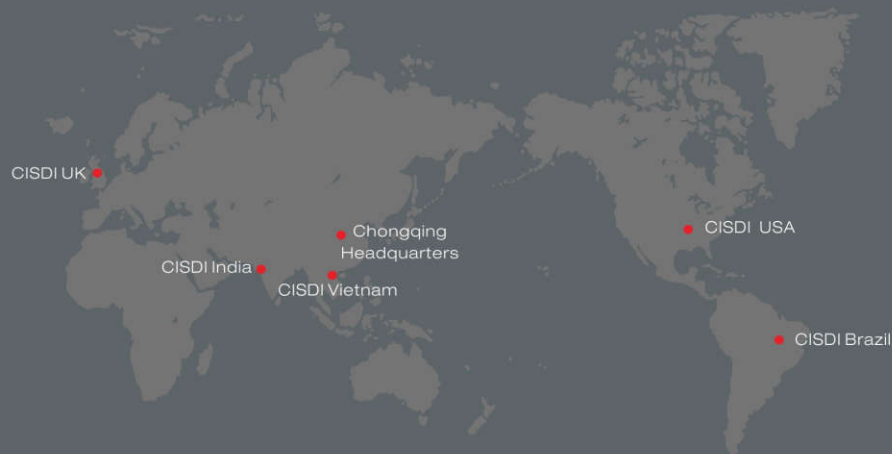 CISDI UK
Chongqing
Headquarters
CISDI USA
CISDI India
CISDI Vietnam
CISDI Brazil